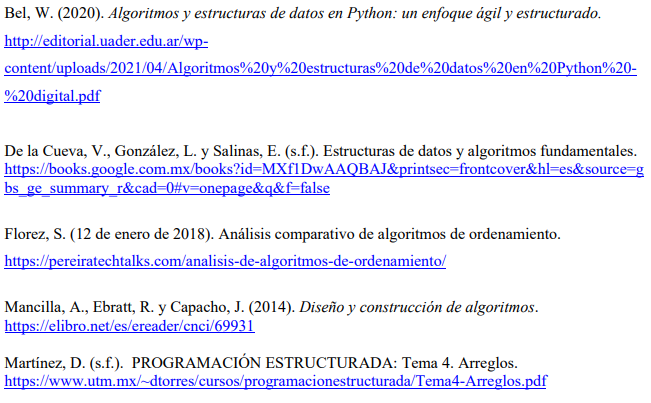 Bel, W. (2020). Algoritmos y estructuras de datos en Python: un enfoque ágil y estructurado.
http://editorial.uader.edu.ar/wp-
content/uploads/2021/04/Algoritmos%20y%20estructuras%20de%20datos%20en%20Python%20-
%20digital.pdf
De la Cueva, V., González, L. y Salinas, E. (s.f.). Estructuras de datos y algoritmos fundamentales.
https://books.google.com.mx/books?id=MXf1DwAAQBAJ&printsec=frontcover&hl=es&source=g
bs_ge_summary_r&cad=0#v=onepage&q&f=false
Florez, S. (12 de enero de 2018). Análisis comparativo de algoritmos de ordenamiento.
https://pereiratechtalks.com/analisis-de-algoritmos-de-ordenamiento/
Mancilla, A., Ebratt, R. y Capacho, J. (2014). Diseño y construcción de algoritmos.
https://elibro.net/es/ereader/cnci/69931
Martínez, D. (s.f.).  PROGRAMACIÓN ESTRUCTURADA: Tema 4. Arreglos.
https://www.utm.mx/~dtorres/cursos/programacionestructurada/Tema4-Arreglos.pdf